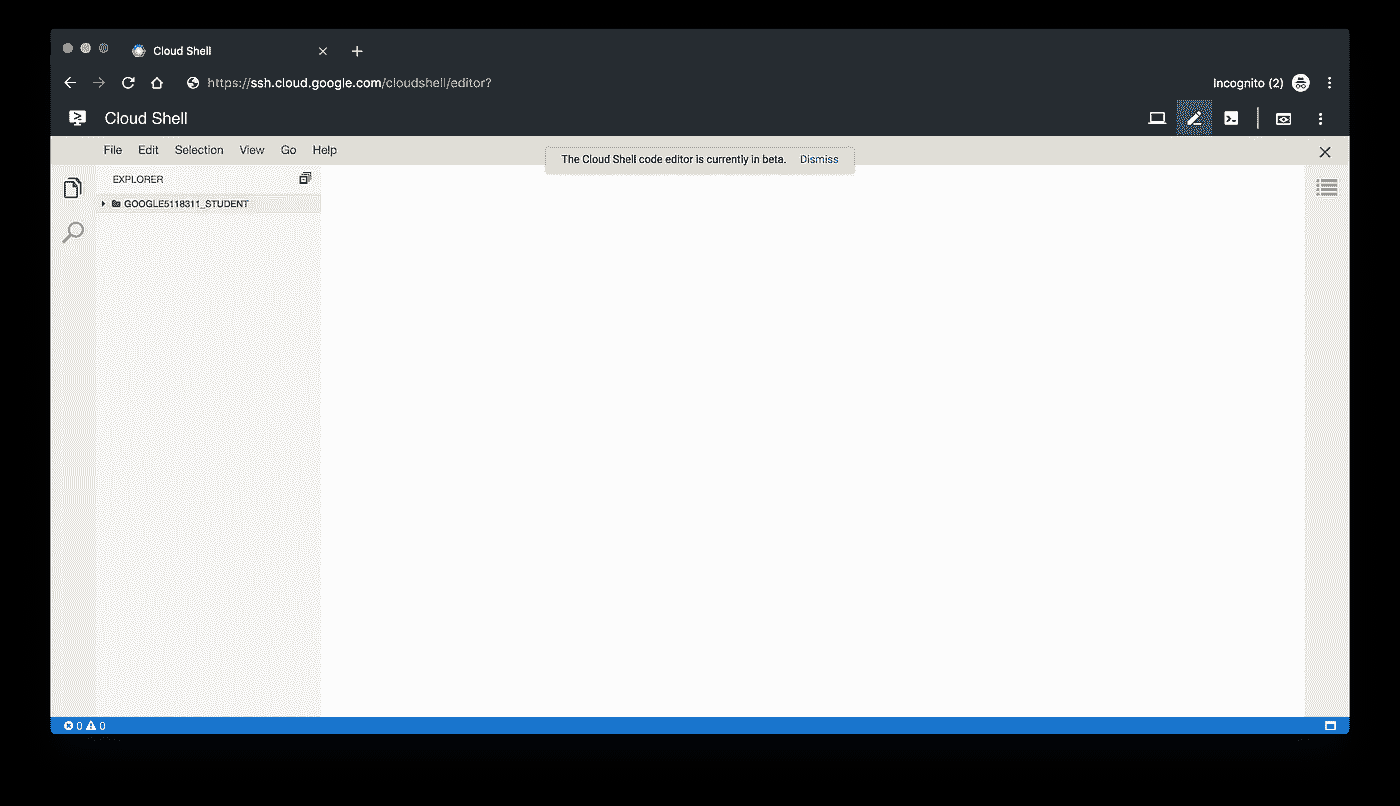 Cloud Shell
https://ssh.cloud.google.com/cloudshell/editor?
Incognito (2)
Cloud Shell
File Edit Selection View Go Help
The Cloud Shell code editor is currently in beta. Dismiss
EXPLORER
GOOGLE5118311_STUDENT
0 0